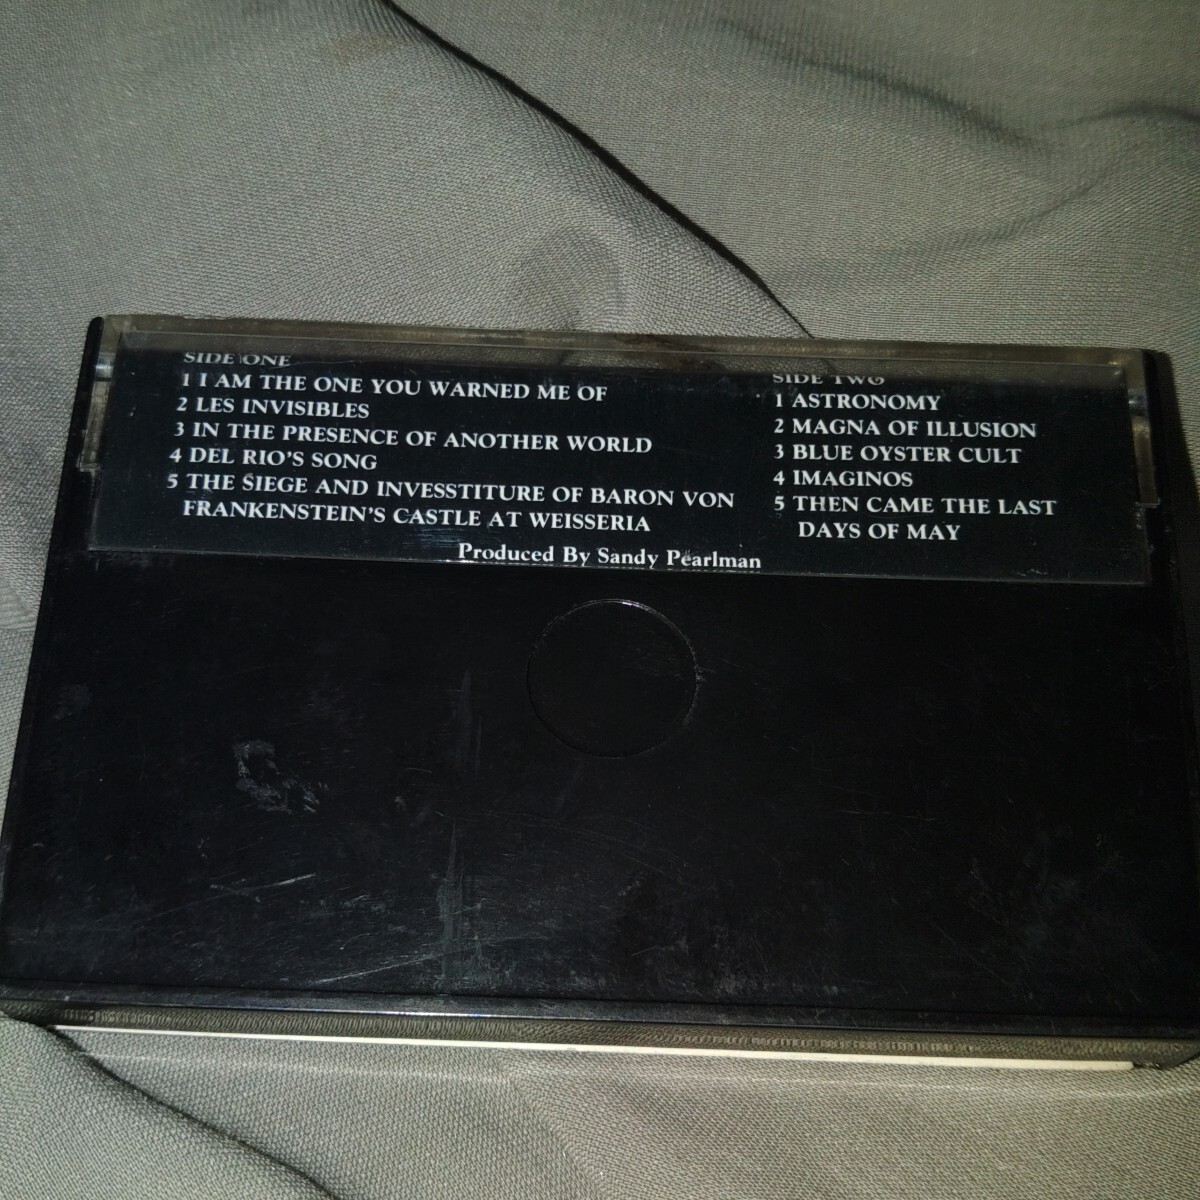 SIDE ONE
1 I AM THE ONE YOU WARNED ME OF
2 LES INVISIBLES
3 IN THE PRESENCE OF ANOTHER WORLD
4 DEL RIO'S SONG
5 THE SIEGE AND INVESSTITURE OF BARON VON
FRANKENSTEIN'S CASTLE AT WEISSERIA
SIDE TWO
1 ASTRONOMY
2 MAGNA OF ILLUSION
3 BLUE OYSTER CULT
4 IMAGINOS
5 THEN CAME THE LAST
DAYS OF MAY
Produced By Sandy Pearlman